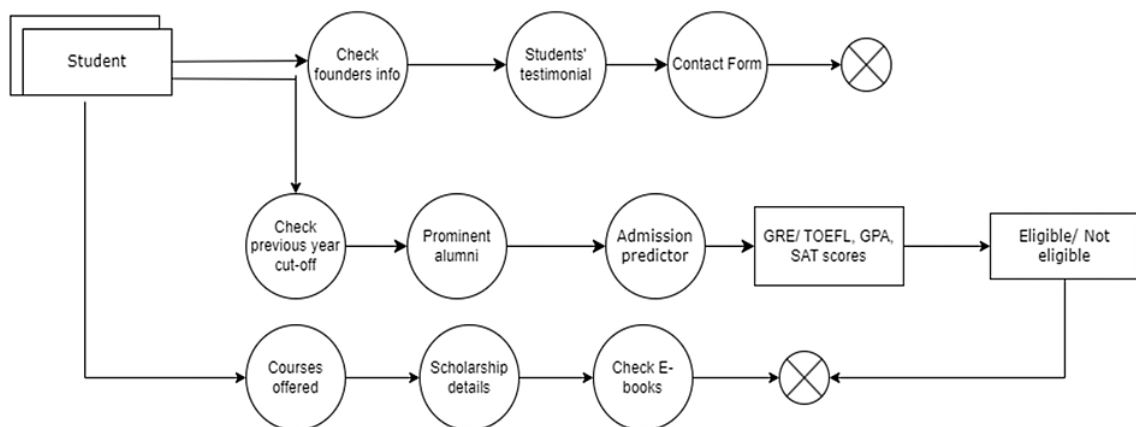 Student
Check
founders info
Students'
testimonial
Contact Form
Check
previous year
cut-off
Prominent
alumni
Admission
predictor
GRE/ TOEFL, GPA,
SAT scores
Eligible/ Not
eligible
Courses
offered
Scholarship
details
Check E-
books